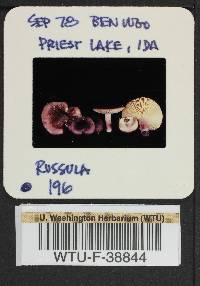 SEP 78 BEN WOO
PRIEST LAKE, IDA
RUSSULA
196
U. Washington Herbarium (WTU)
WTU-F-38844